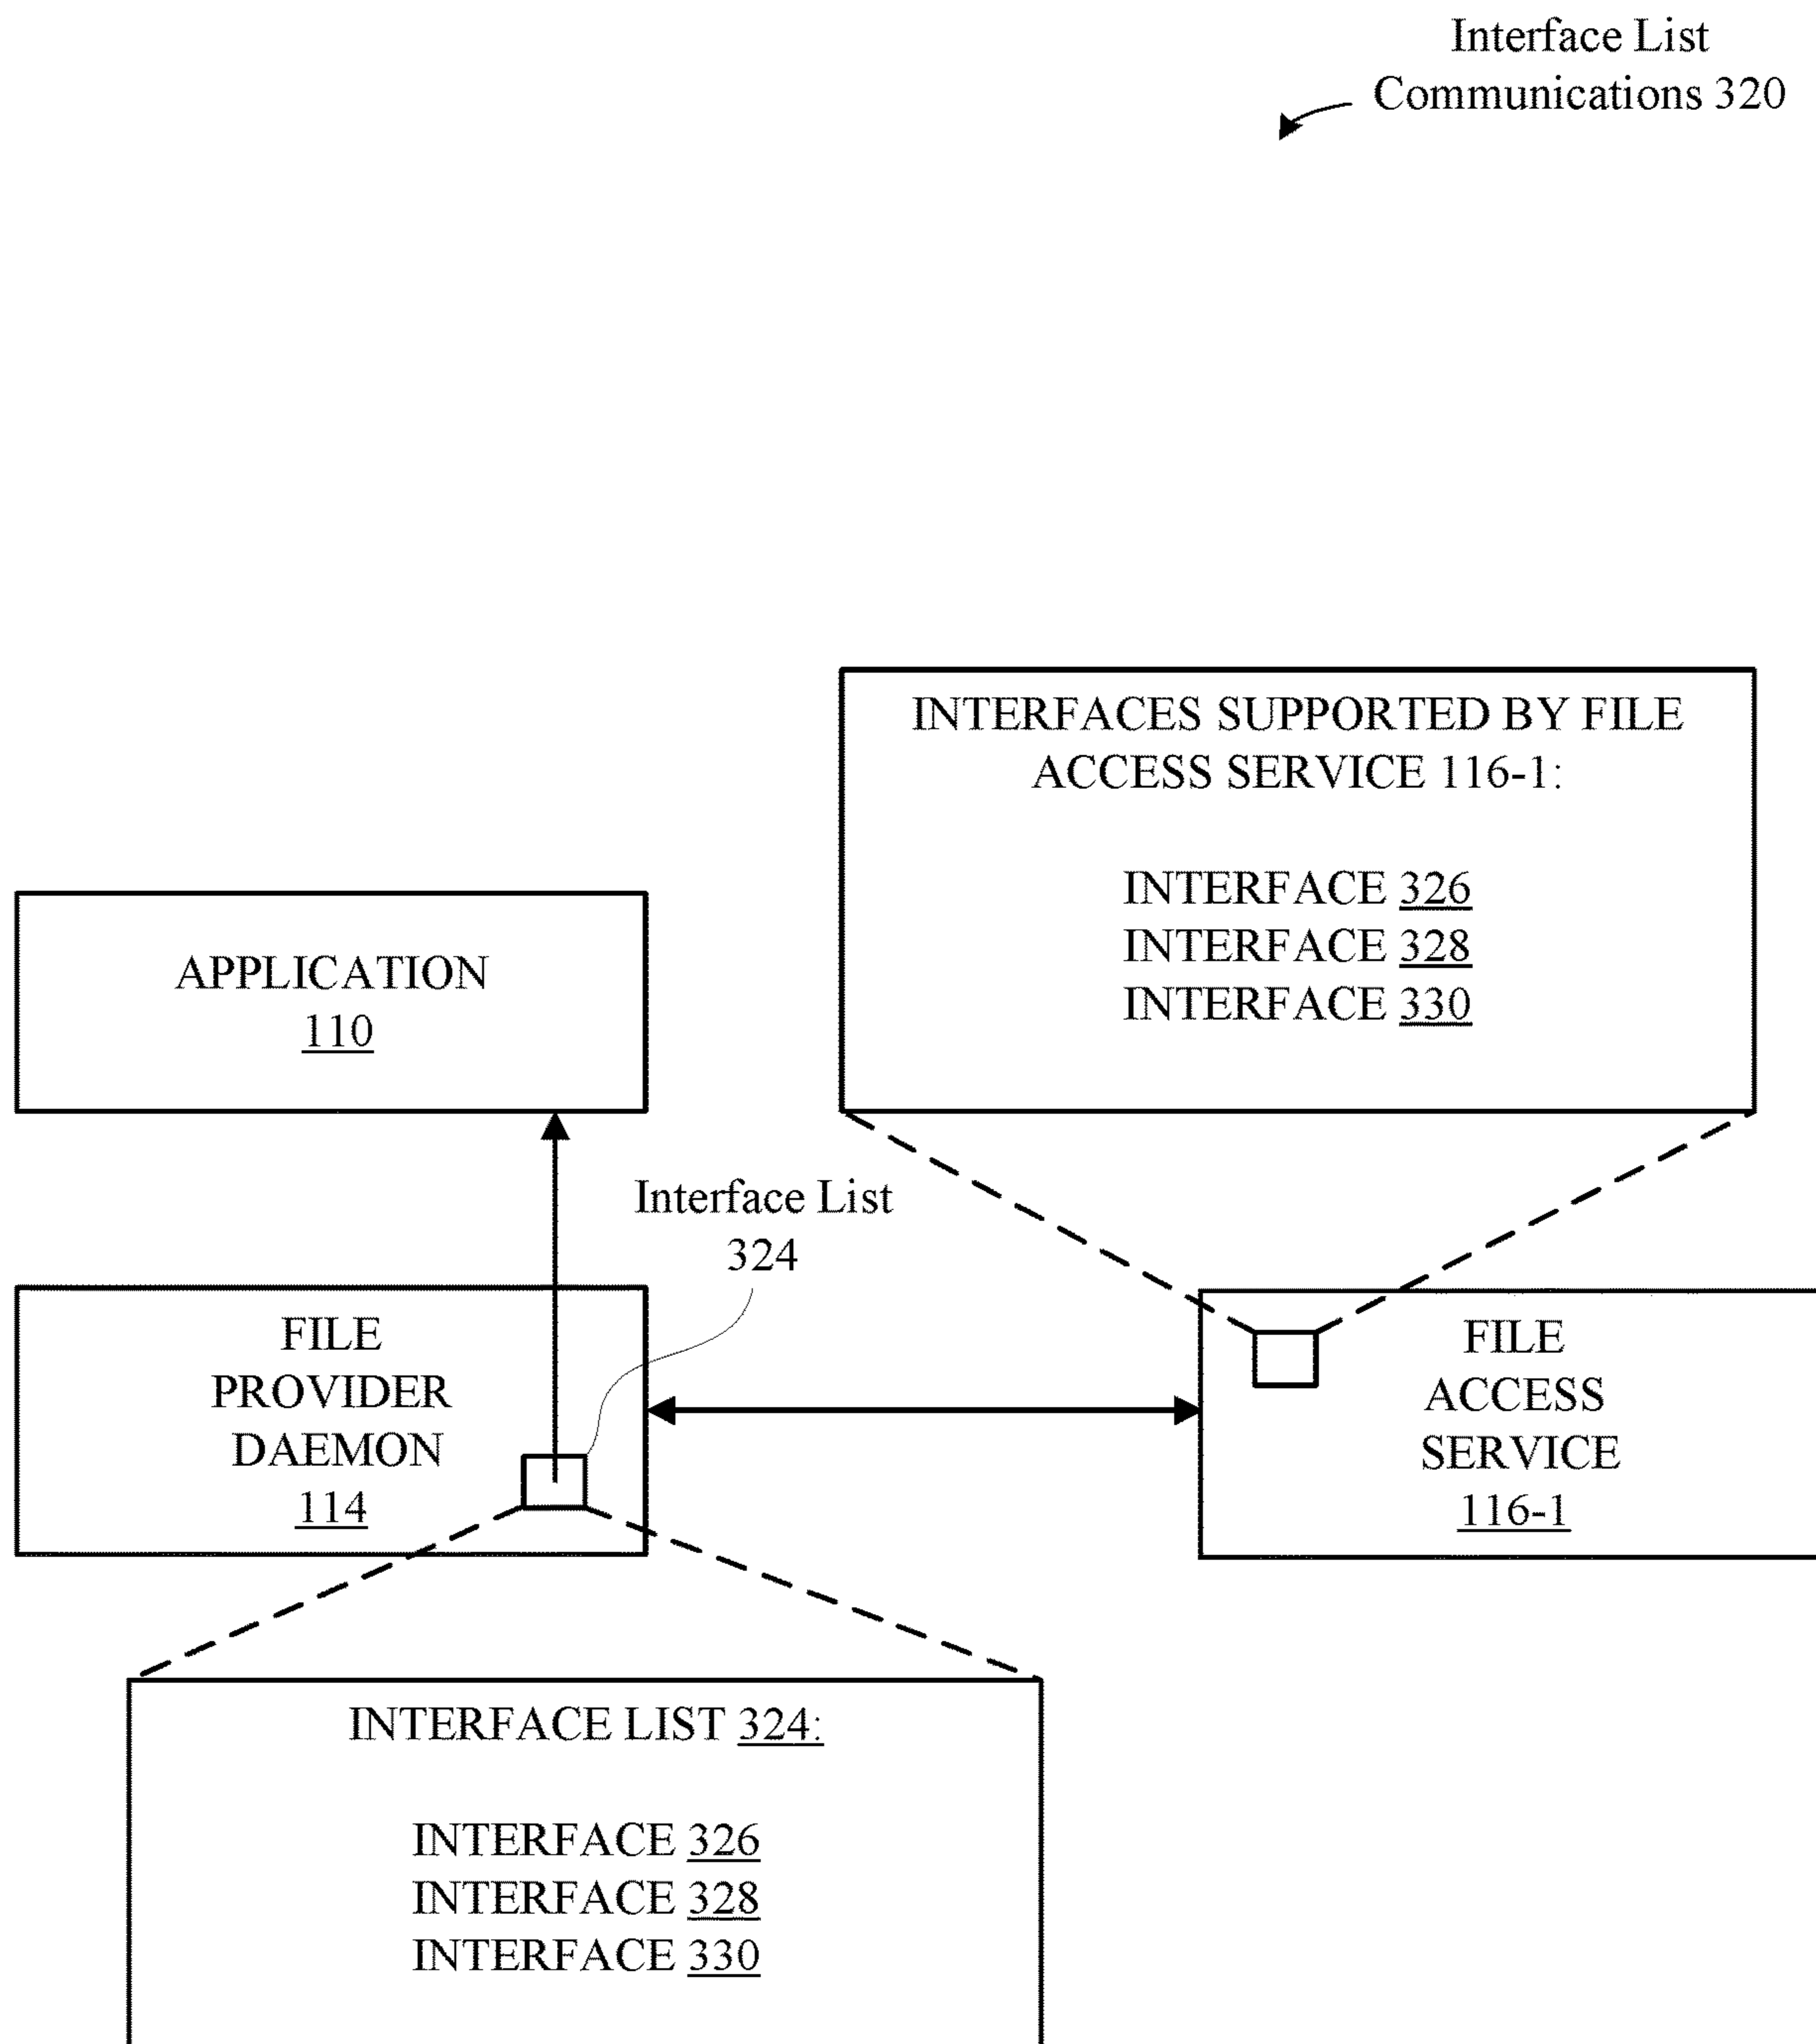 Interface List
Communications 320
INTERFACES SUPPORTED BY FILE
ACCESS SERVICE 116-1:
INTERFACE 326
INTERFACE 328
INTERFACE 330
APPLICATION
110
Interface List
324
FILE
PROVIDER
DAEMON
114
FILE
ACCESS
SERVICE
116-1
INTERFACE LIST 324:
INTERFACE 326
INTERFACE 328
INTERFACE 330